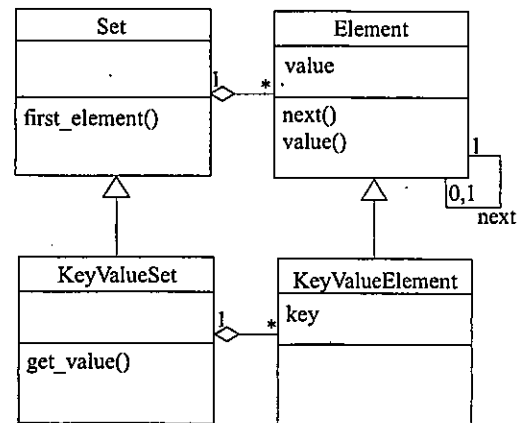 Set
first_element()
1
*
Element
value
next()
value()
1
0,1
next
KeyValueSet
get_value()
1
*
KeyValueElement
key